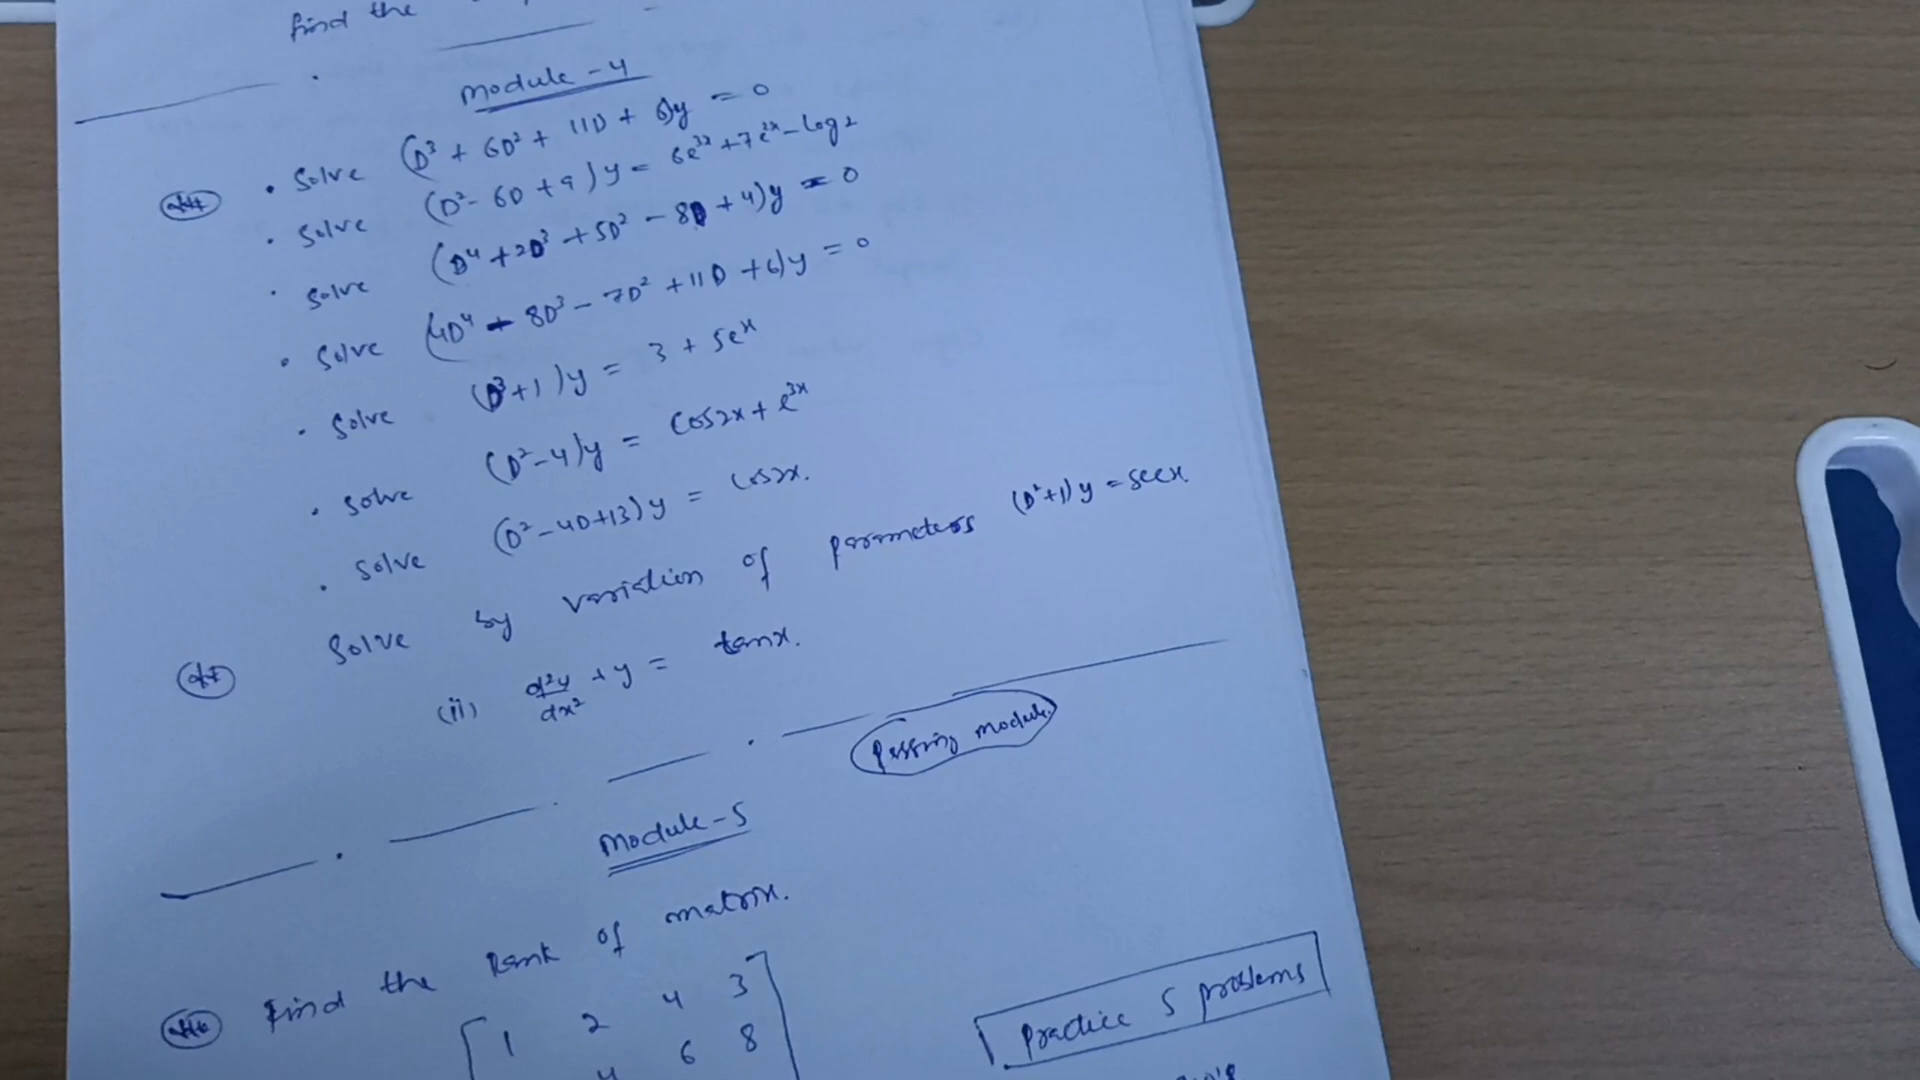 find the
Module - 4
. Solve (D³ + 6D² + 11D + 6)y = 0
. Solve (D² - 6D + 9)y = 6e³ˣ + 7e²ˣ - log 2
. Solve (D⁴ + 2D³ + 5D² - 8D + 4)y = 0
. Solve (4D⁴ - 8D³ - 7D² + 11D + 6)y = 0
. Solve (D³ + 1)y = 3 + 5eˣ
. Solve (D² - 4)y = cos2x + e³ˣ
. Solve (D² - 4D + 13)y = cos2x.
Solve by variation of parameters (D² + 1)y = secx
(ii) d²y/dx² + y = tanx.
Passing module
Module - 5
Find the Rank of matrix.
1 2 4 3
4 6 8
Practice 5 problems